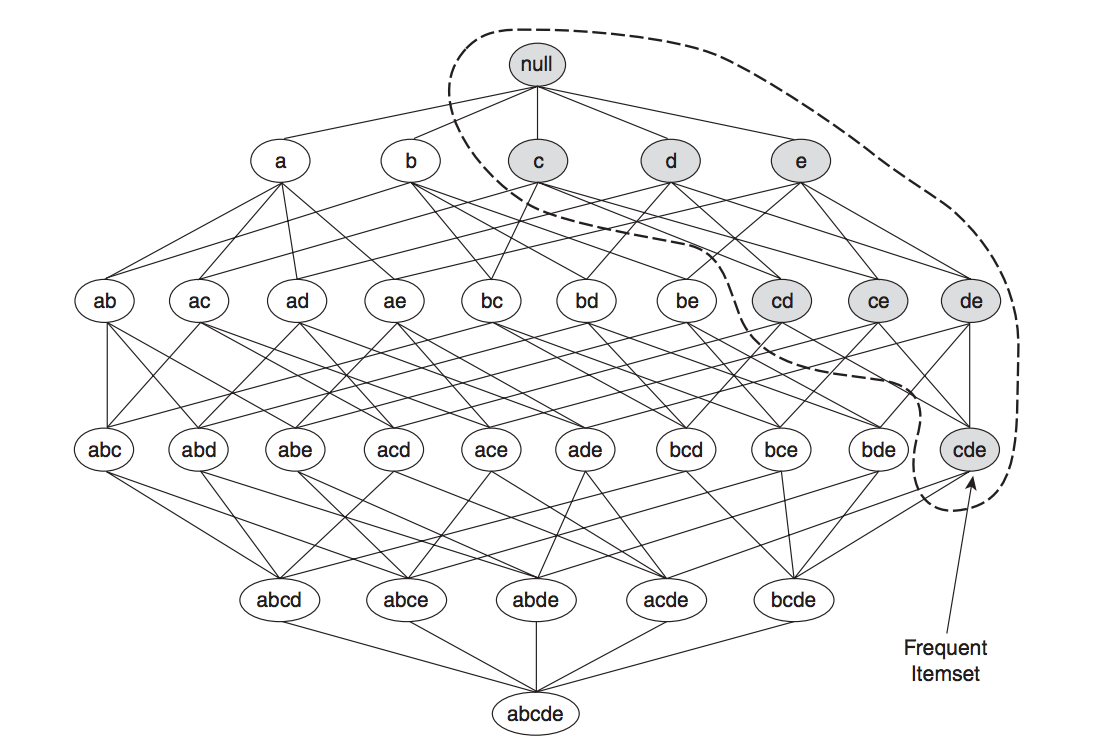 null
a b c d e
ab ac ad ae bc bd be cd ce de
abc abd abe acd ace ade bcd bce bde cde
abcd abce abde acde bcde
Frequent
Itemset
abcde